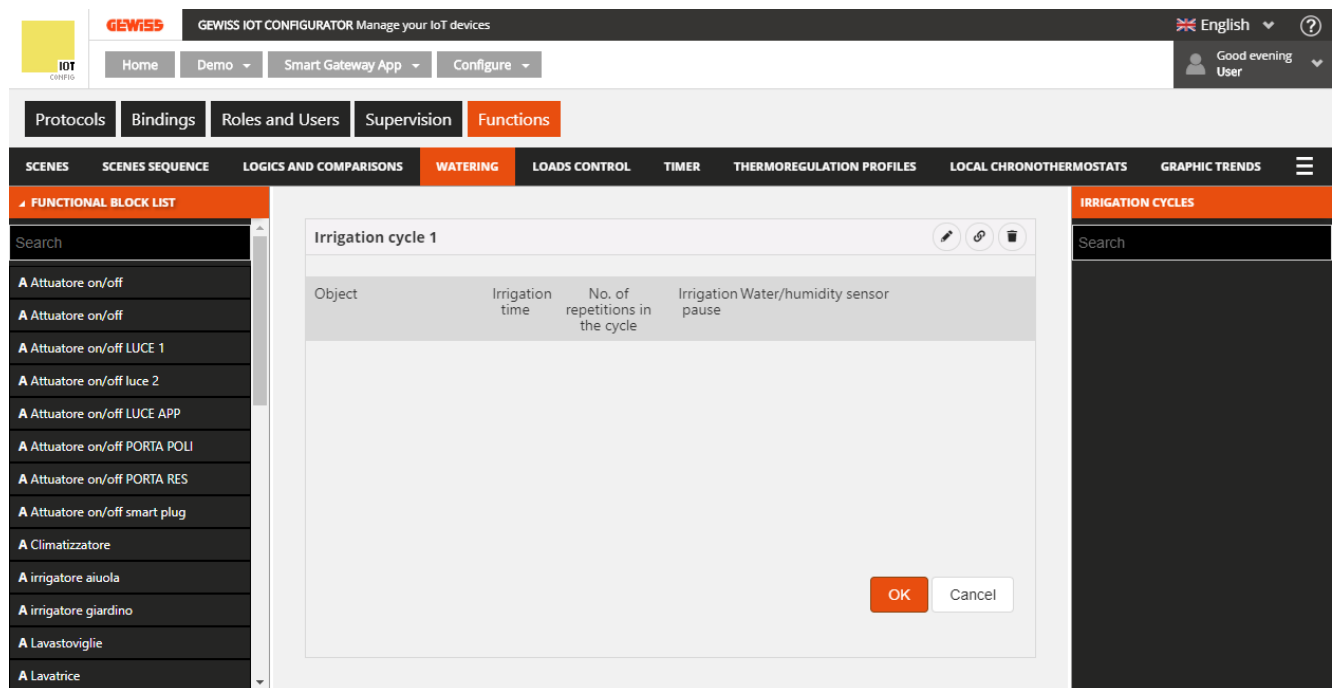 GEWISS
GEWISS IOT CONFIGURATOR Manage your IoT devices
English
?
IOT
CONFIG
Home
Demo
Smart Gateway App
Configure
Good evening
User
Protocols
Bindings
Roles and Users
Supervision
Functions
SCENES
SCENES SEQUENCE
LOGICS AND COMPARISONS
WATERING
LOADS CONTROL
TIMER
THERMOREGULATION PROFILES
LOCAL CHRONOTHERMOSTATS
GRAPHIC TRENDS
FUNCTIONAL BLOCK LIST
Search
A Attuatore on/off
A Attuatore on/off
A Attuatore on/off LUCE 1
A Attuatore on/off luce 2
A Attuatore on/off LUCE APP
A Attuatore on/off PORTA POLI
A Attuatore on/off PORTA RES
A Attuatore on/off smart plug
A Climatizzatore
A irrigatore aiuola
A irrigatore giardino
A Lavastoviglie
A Lavatrice
Irrigation cycle 1
Object
Irrigation
time
No. of
repetitions in
the cycle
Irrigation
pause
Water/humidity sensor
OK
Cancel
IRRIGATION CYCLES
Search